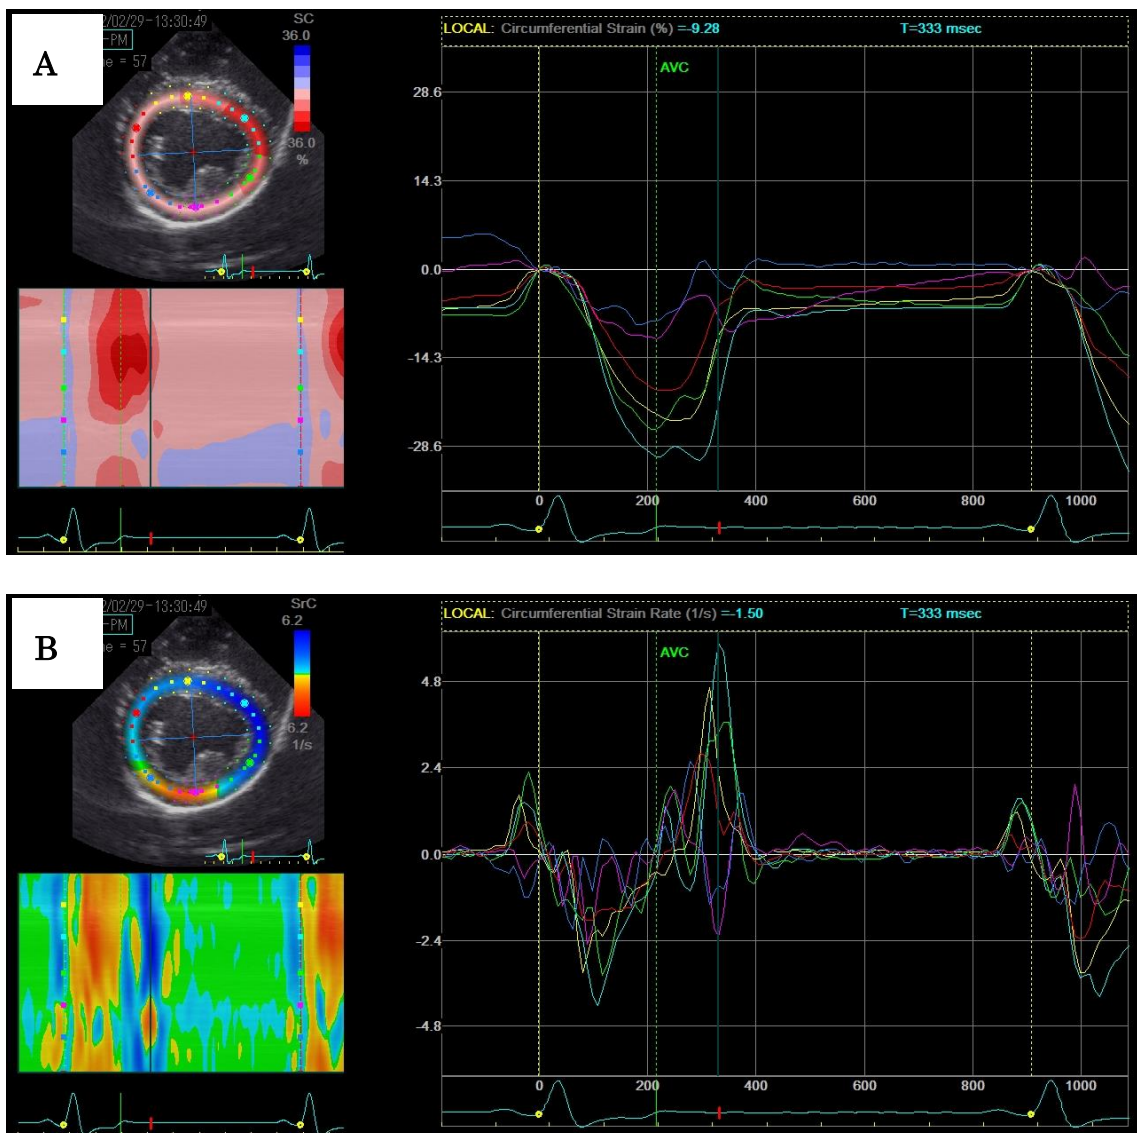 A
2/02/29-13:30:49
-PM
e = 57
SC
36.0
36.0
%
LOCAL: Circumferential Strain (%) =-9.28 T=333 msec
AVC
28.6
14.3
0.0
-14.3
-28.6
0 200 400 600 800 1000
B
2/02/29-13:30:49
-PM
e = 57
SrC
6.2
6.2
1/s
LOCAL: Circumferential Strain Rate (1/s) =-1.50 T=333 msec
AVC
4.8
2.4
0.0
-2.4
-4.8
0 200 400 600 800 1000